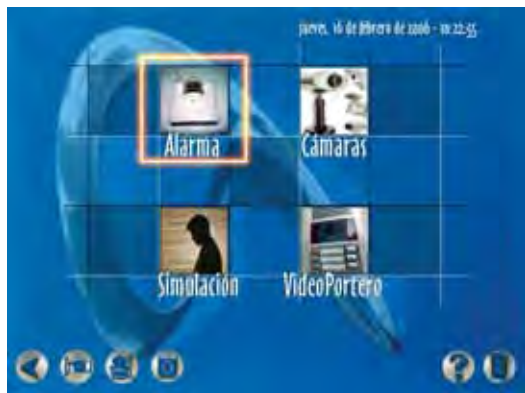 jueves, 16 de febrero de 2006 - 10:22:55
Alarma
Cámaras
Simulación
VideoPortero